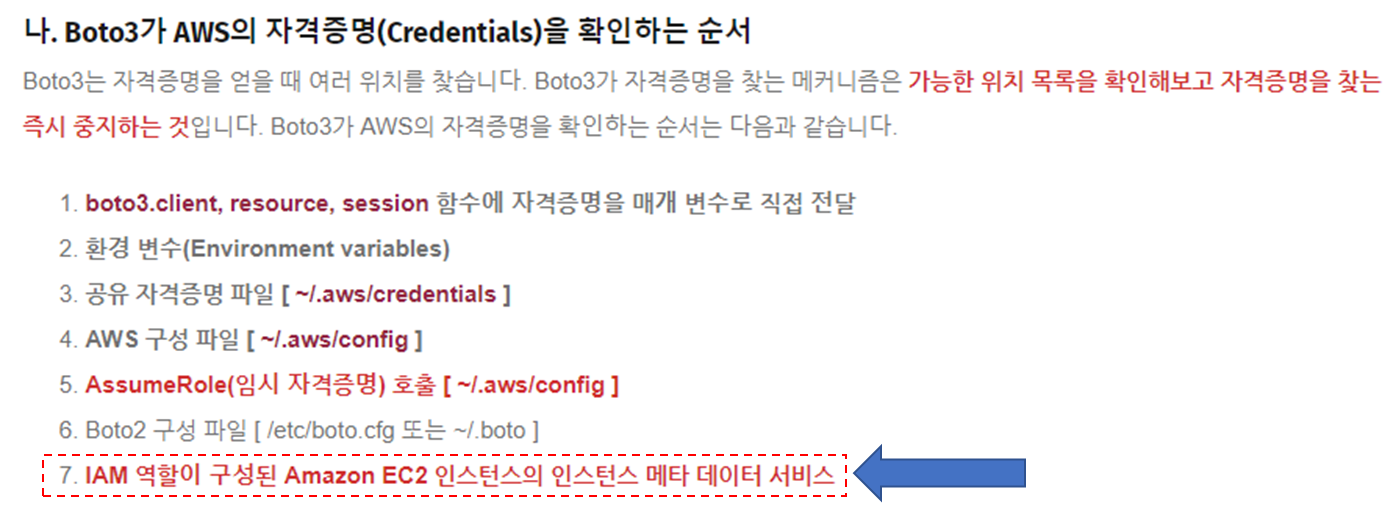 나. Boto3가 AWS의 자격증명(Credentials)을 확인하는 순서
Boto3는 자격증명을 얻을 때 여러 위치를 찾습니다. Boto3가 자격증명을 찾는 메커니즘은 가능한 위치 목록을 확인해보고 자격증명을 찾는
즉시 중지하는 것입니다. Boto3가 AWS의 자격증명을 확인하는 순서는 다음과 같습니다.
1. boto3.client, resource, session 함수에 자격증명을 매개 변수로 직접 전달
2. 환경 변수(Environment variables)
3. 공유 자격증명 파일 [ ~/.aws/credentials ]
4. AWS 구성 파일 [ ~/.aws/config ]
5. AssumeRole(임시 자격증명) 호출 [ ~/.aws/config ]
6. Boto2 구성 파일 [ /etc/boto.cfg 또는 ~/.boto ]
7. IAM 역할이 구성된 Amazon EC2 인스턴스의 인스턴스 메타 데이터 서비스